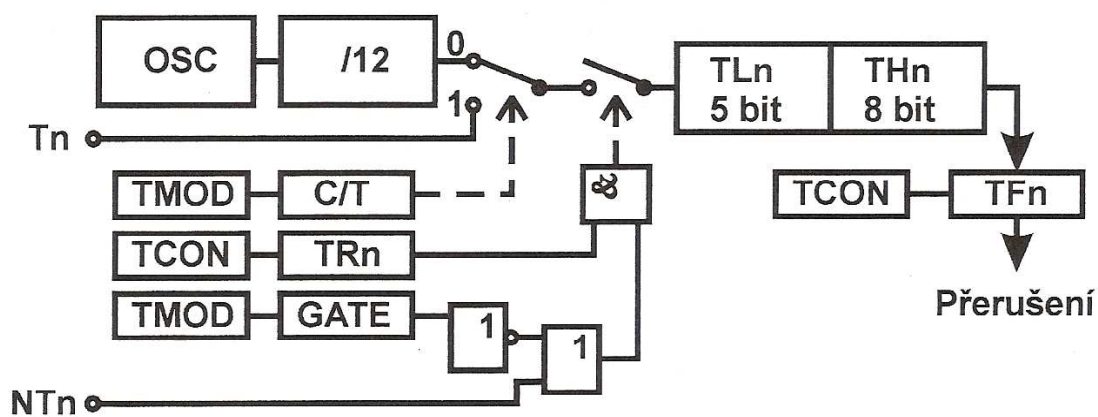 OSC
/12
0
1
Tn
TLn
5 bit
THn
8 bit
TMOD
C/T
&
TCON
TFn
TCON
TRn
TMOD
GATE
1
1
Přerušení
NTn